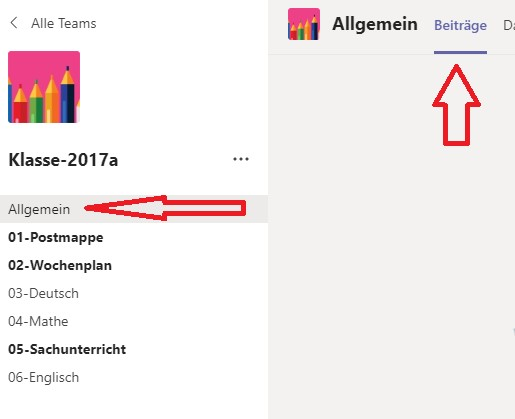 Alle Teams
Klasse-2017a
Allgemein
01-Postmappe
02-Wochenplan
03-Deutsch
04-Mathe
05-Sachunterricht
06-Englisch
Allgemein Beiträge